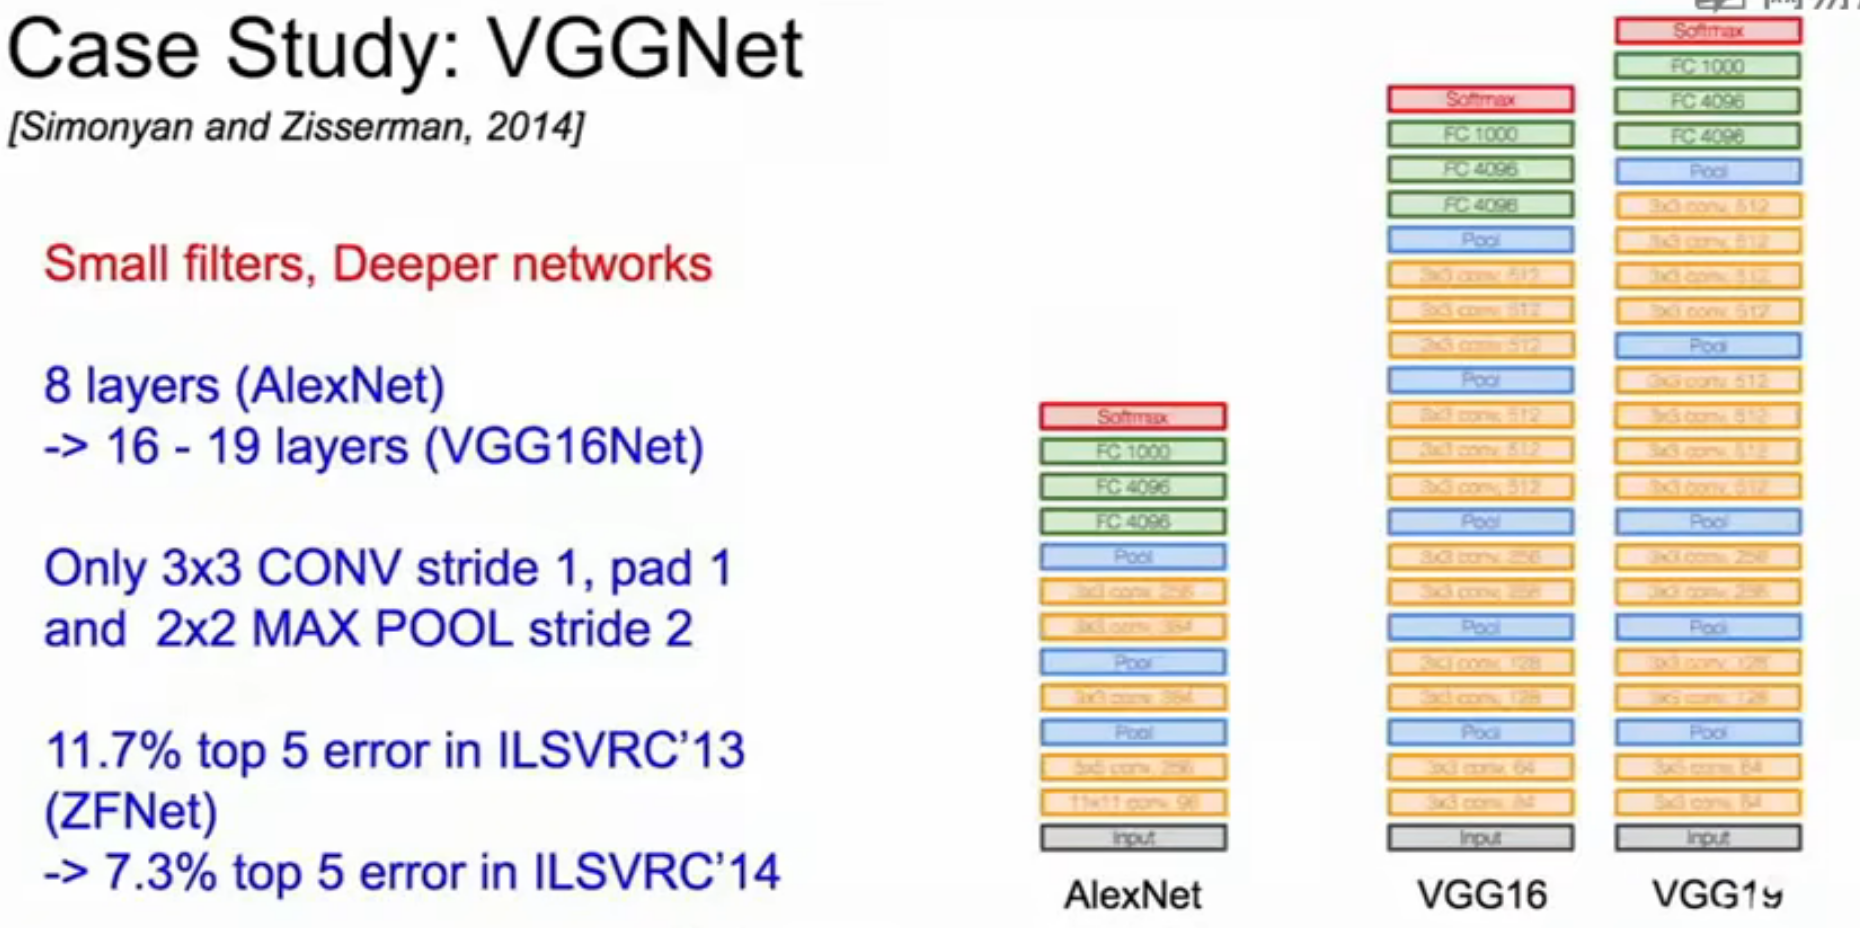 Case Study: VGGNet
[Simonyan and Zisserman, 2014]
Small filters, Deeper networks
8 layers (AlexNet)
-> 16 - 19 layers (VGG16Net)
Only 3x3 CONV stride 1, pad 1
and 2x2 MAX POOL stride 2
11.7% top 5 error in ILSVRC'13
(ZFNet)
-> 7.3% top 5 error in ILSVRC'14
Softmax
FC 1000
FC 4096
FC 4096
Pool
3x3 conv, 256
3x3 conv, 384
Pool
3x3 conv, 384
Pool
5x5 conv, 256
11x11 conv, 96
Input
AlexNet
Softmax
FC 1000
FC 4096
FC 4096
Pool
3x3 conv, 512
3x3 conv, 512
3x3 conv, 512
Pool
3x3 conv, 512
3x3 conv, 512
3x3 conv, 512
Pool
3x3 conv, 256
3x3 conv, 256
Pool
3x3 conv, 128
3x3 conv, 128
Pool
3x3 conv, 64
3x3 conv, 64
Input
VGG16
Softmax
FC 1000
FC 4096
FC 4096
Pool
3x3 conv, 512
3x3 conv, 512
3x3 conv, 512
3x3 conv, 512
Pool
3x3 conv, 512
3x3 conv, 512
3x3 conv, 512
3x3 conv, 512
Pool
3x3 conv, 256
3x3 conv, 256
Pool
3x3 conv, 128
3x3 conv, 128
Pool
3x3 conv, 64
3x3 conv, 64
Input
VGG19